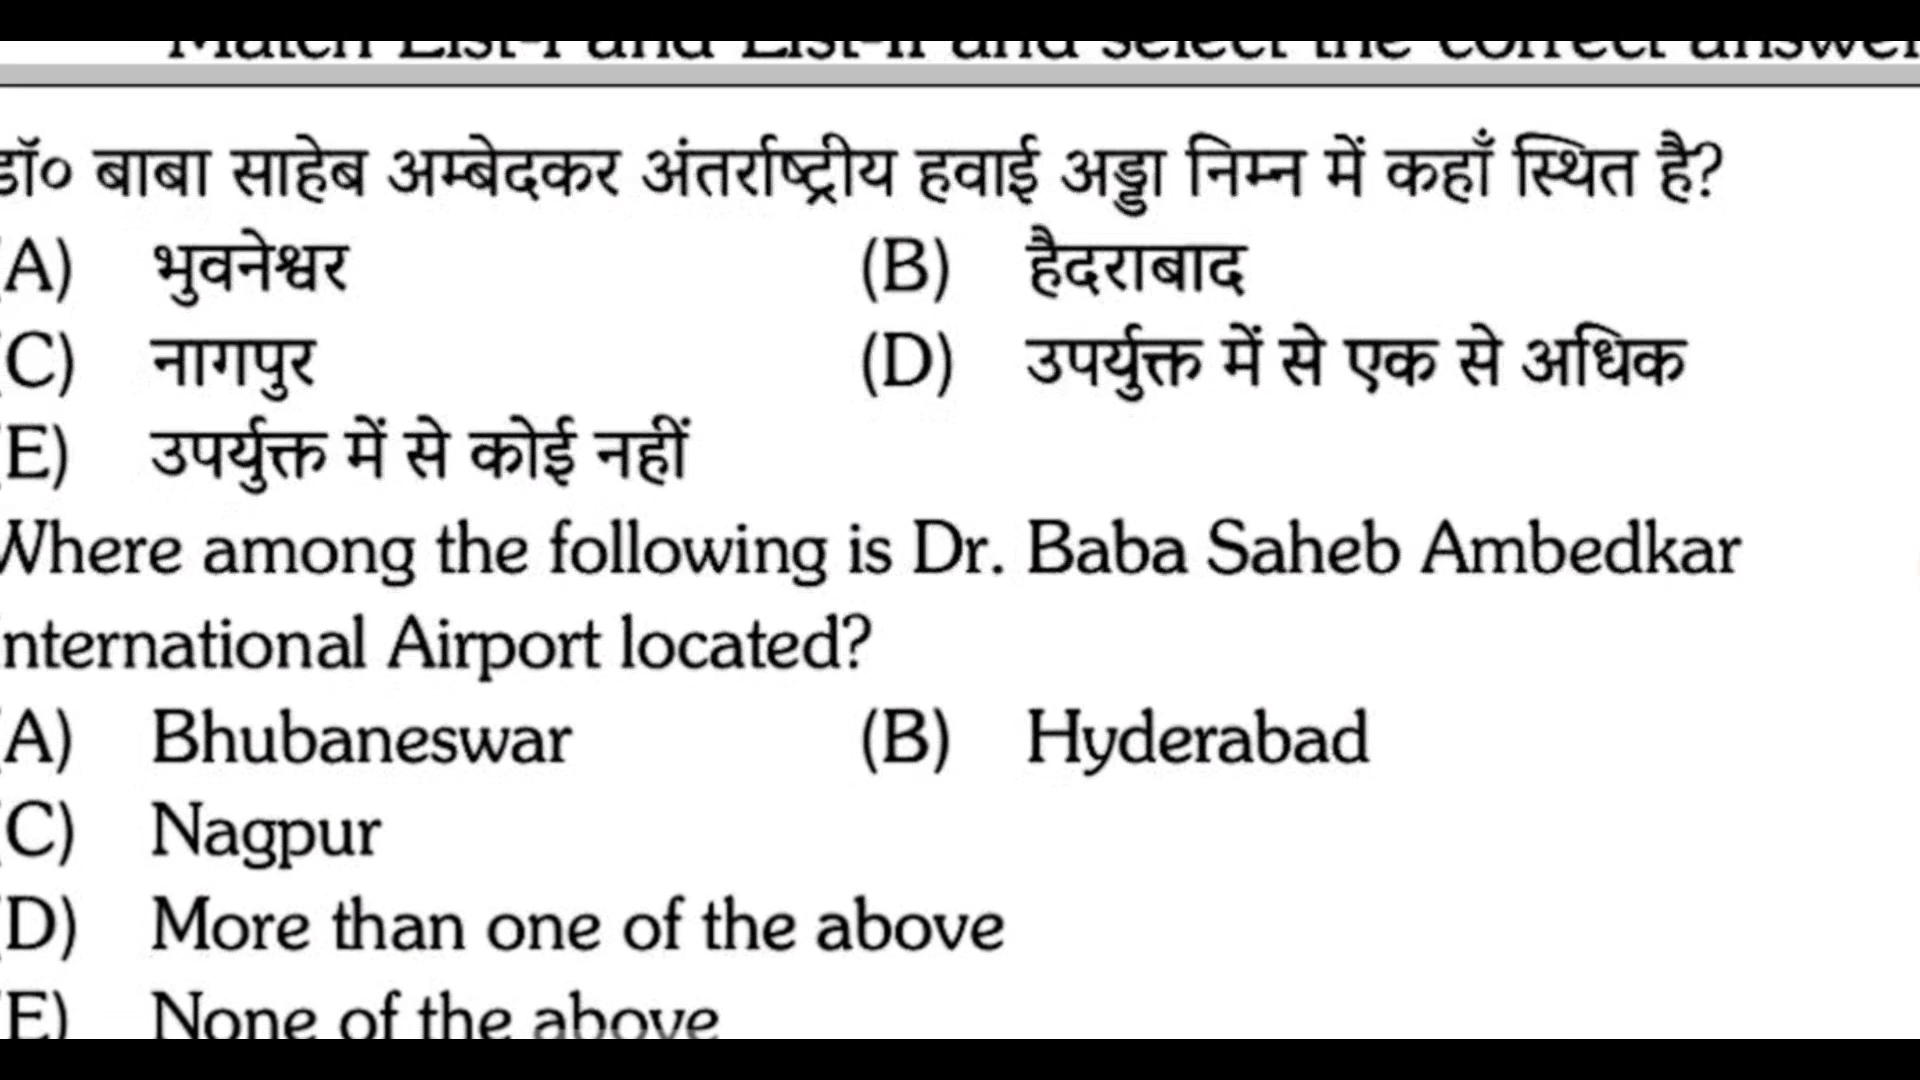 Match List-I and List-II and select the correct answer
डॉ० बाबा साहेब अम्बेदकर अंतर्राष्ट्रीय हवाई अड्डा निम्न में कहाँ स्थित है?
(A) भुवनेश्वर (B) हैदराबाद
(C) नागपुर (D) उपर्युक्त में से एक से अधिक
(E) उपर्युक्त में से कोई नहीं
Where among the following is Dr. Baba Saheb Ambedkar
International Airport located?
(A) Bhubaneswar (B) Hyderabad
(C) Nagpur
(D) More than one of the above
(E) None of the above